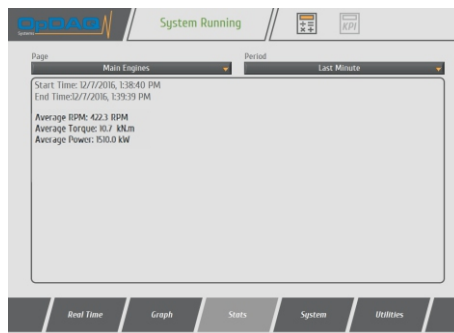 OpDAQ
Systems
System Running
KPI
Page
Period
Main Engines
Last Minute
Start Time: 12/7/2016, 1:38:40 PM
End Time:12/7/2016, 1:39:39 PM
Average RPM: 422.3 RPM
Average Torque: 10.7 kN.m
Average Power: 1510.0 kW
Real Time
Graph
Stats
System
Utilities